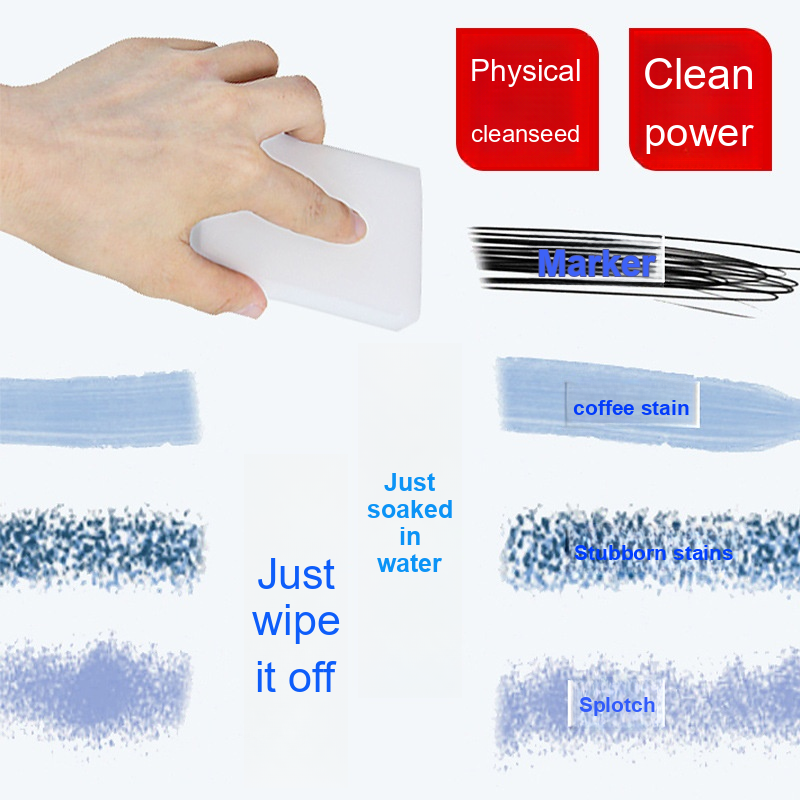 Physical
cleanseed
Clean
power
Marker
coffee stain
Just
soaked
in
water
Stubborn stains
Just
wipe
it off
Splotch